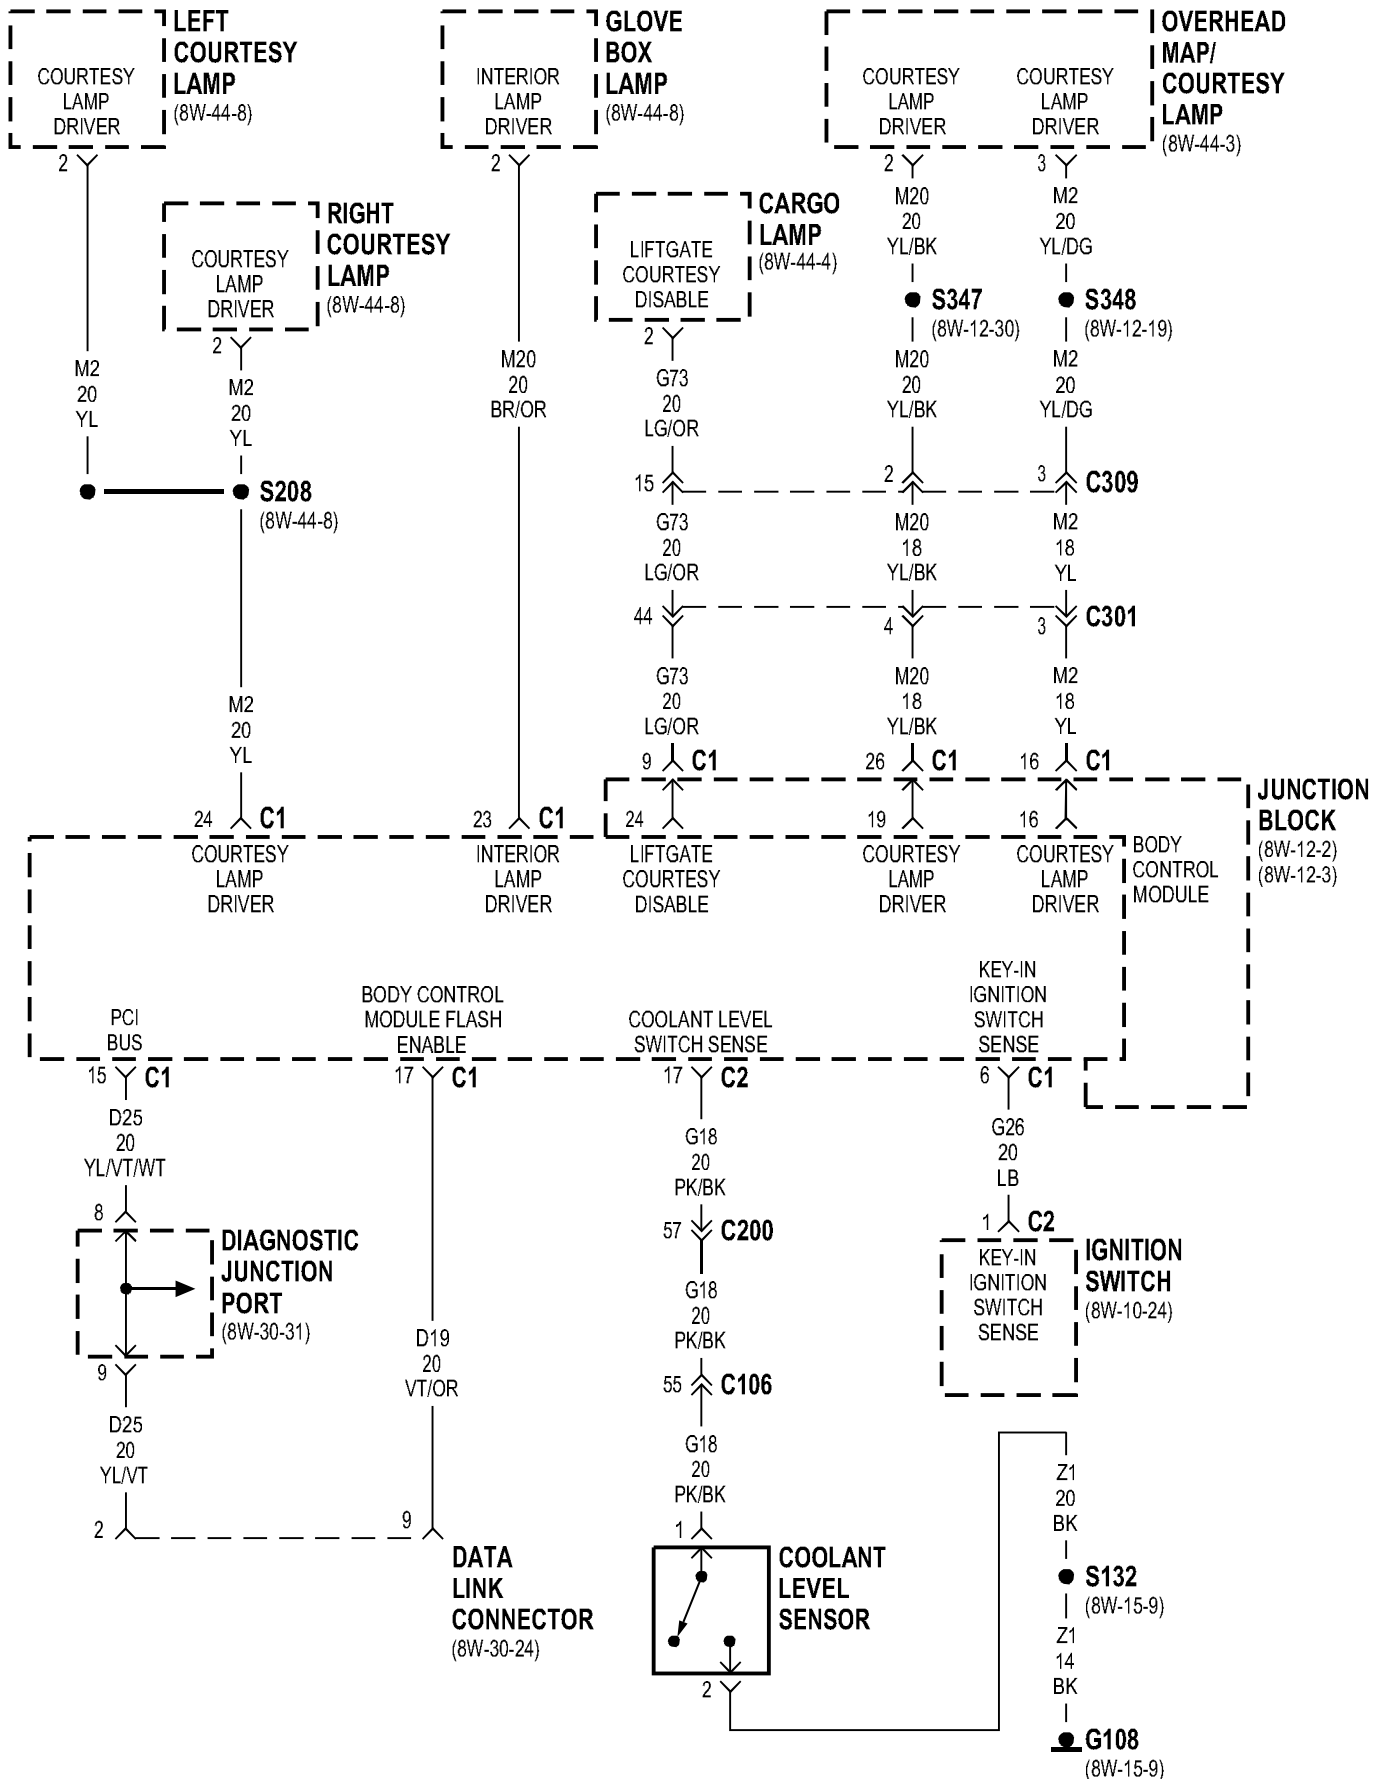 LEFT
COURTESY
LAMP
(8W-44-8)
COURTESY
LAMP
DRIVER
2
GLOVE
BOX
LAMP
(8W-44-8)
INTERIOR
LAMP
DRIVER
2
OVERHEAD
MAP/
COURTESY
LAMP
(8W-44-3)
COURTESY
LAMP
DRIVER
2
COURTESY
LAMP
DRIVER
3
RIGHT
COURTESY
LAMP
(8W-44-8)
COURTESY
LAMP
DRIVER
2
CARGO
LAMP
(8W-44-4)
LIFTGATE
COURTESY
DISABLE
2
M20
20
YL/BK
M2
20
YL/DG
S347
(8W-12-30)
S348
(8W-12-19)
M2
20
YL
M2
20
YL
M20
20
BR/OR
G73
20
LG/OR
M20
20
YL/BK
M2
20
YL/DG
S208
(8W-44-8)
15
2
3
C309
G73
20
LG/OR
M20
18
YL/BK
M2
18
YL
44
4
3
C301
M2
20
YL
G73
20
LG/OR
M20
18
YL/BK
M2
18
YL
9
C1
26
C1
16
C1
24
C1
23
C1
24
19
16
JUNCTION
BLOCK
(8W-12-2)
(8W-12-3)
COURTESY
LAMP
DRIVER
INTERIOR
LAMP
DRIVER
LIFTGATE
COURTESY
DISABLE
COURTESY
LAMP
DRIVER
COURTESY
LAMP
DRIVER
BODY
CONTROL
MODULE
PCI
BUS
BODY CONTROL
MODULE FLASH
ENABLE
COOLANT LEVEL
SWITCH SENSE
KEY-IN
IGNITION
SWITCH
SENSE
15
C1
17
C1
17
C2
6
C1
D25
20
YL/VT/WT
G18
20
PK/BK
G26
20
LB
8
57
C200
1
C2
DIAGNOSTIC
JUNCTION
PORT
(8W-30-31)
KEY-IN
IGNITION
SWITCH
SENSE
IGNITION
SWITCH
(8W-10-24)
G18
20
PK/BK
D19
20
VT/OR
9
55
C106
D25
20
YL/VT
G18
20
PK/BK
Z1
20
BK
2
9
1
DATA
LINK
CONNECTOR
(8W-30-24)
COOLANT
LEVEL
SENSOR
2
S132
(8W-15-9)
Z1
14
BK
G108
(8W-15-9)